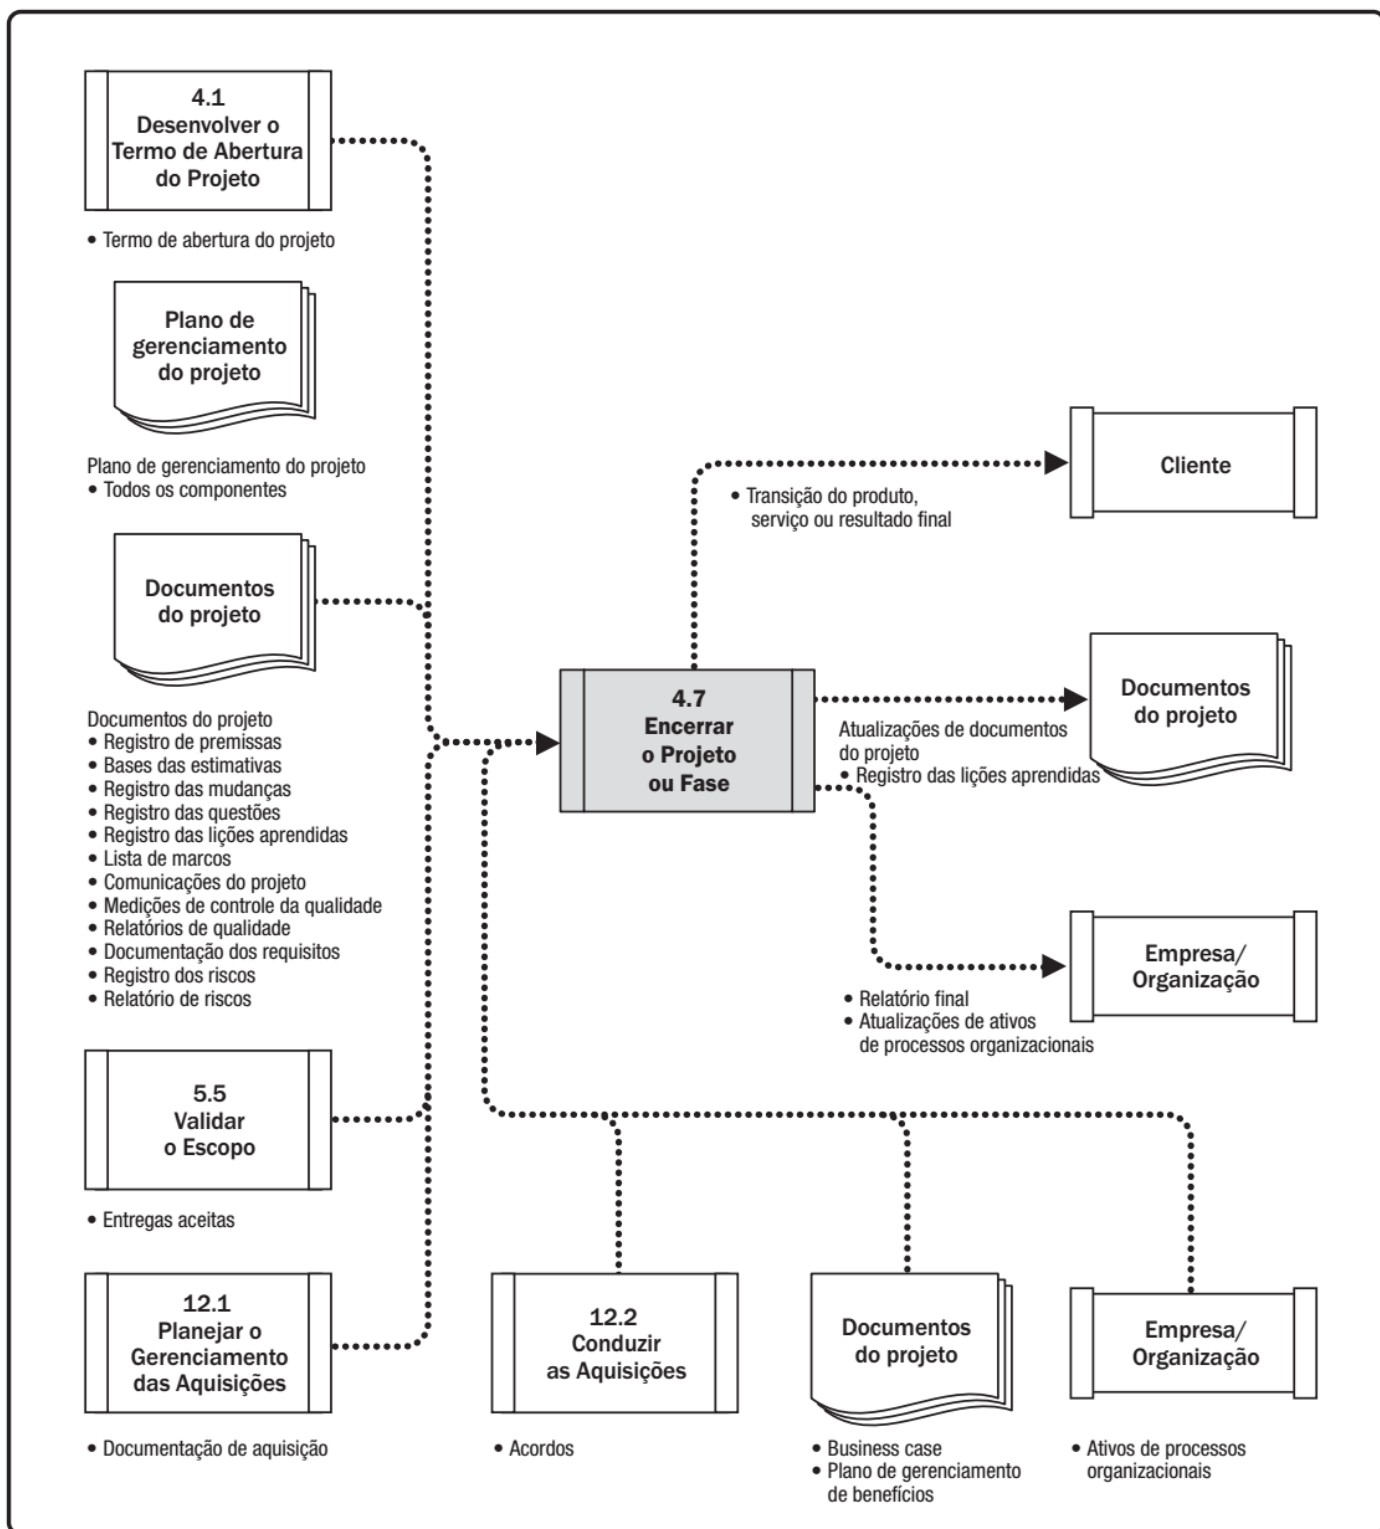 4.1
Desenvolver o
Termo de Abertura
do Projeto
• Termo de abertura do projeto
Plano de
gerenciamento
do projeto
Plano de gerenciamento do projeto
• Todos os componentes
Documentos
do projeto
Documentos do projeto
• Registro de premissas
• Bases das estimativas
• Registro das mudanças
• Registro das questões
• Registro das lições aprendidas
• Lista de marcos
• Comunicações do projeto
• Medições de controle da qualidade
• Relatórios de qualidade
• Documentação dos requisitos
• Registro dos riscos
• Relatório de riscos
5.5
Validar
o Escopo
• Entregas aceitas
12.1
Planejar o
Gerenciamento
das Aquisições
• Documentação de aquisição
4.7
Encerrar
o Projeto
ou Fase
• Transição do produto,
serviço ou resultado final
Cliente
Atualizações de documentos
do projeto
• Registro das lições aprendidas
Documentos
do projeto
• Relatório final
• Atualizações de ativos
de processos organizacionais
Empresa/
Organização
12.2
Conduzir
as Aquisições
• Acordos
Documentos
do projeto
• Business case
• Plano de gerenciamento
de benefícios
Empresa/
Organização
• Ativos de processos
organizacionais